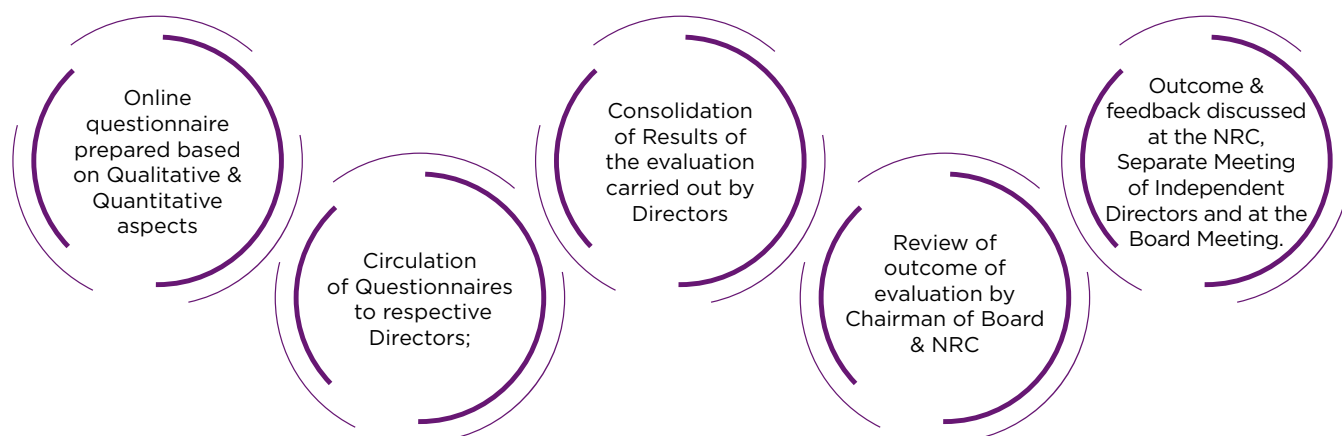 Online
questionnaire
prepared based
on Qualitative &
Quantitative
aspects
Circulation
of Questionnaires
to respective
Directors;
Consolidation
of Results of
the evaluation
carried out by
Directors
Review of
outcome of
evaluation by
Chairman of Board
& NRC
Outcome &
feedback discussed
at the NRC,
Separate Meeting
of Independent
Directors and at the
Board Meeting.